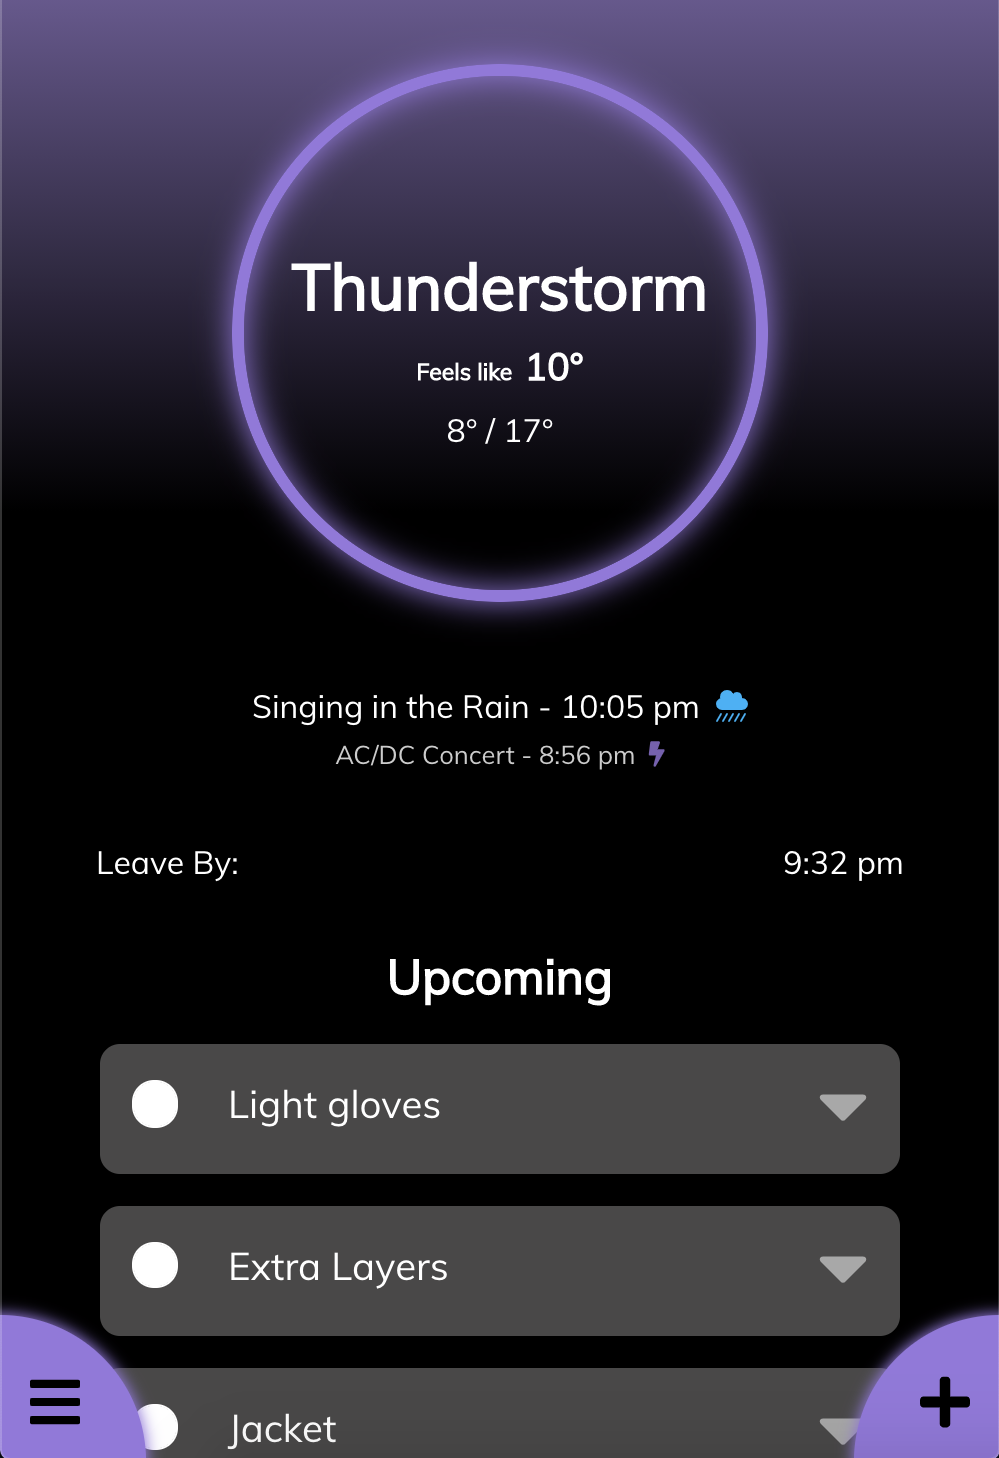 Thunderstorm
Feels like 10°
8° / 17°
Singing in the Rain - 10:05 pm
AC/DC Concert - 8:56 pm
Leave By: 9:32 pm
Upcoming
Light gloves
Extra Layers
Jacket